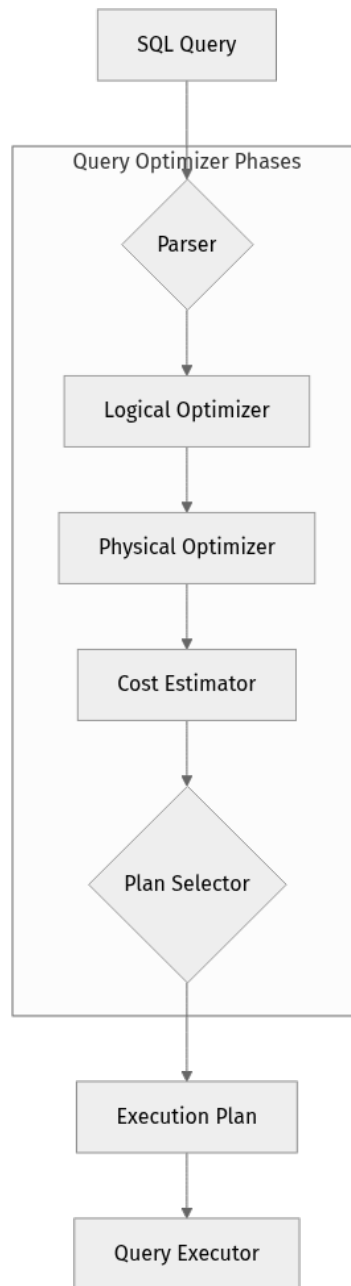 SQL Query
Query Optimizer Phases
Parser
Logical Optimizer
Physical Optimizer
Cost Estimator
Plan Selector
Execution Plan
Query Executor